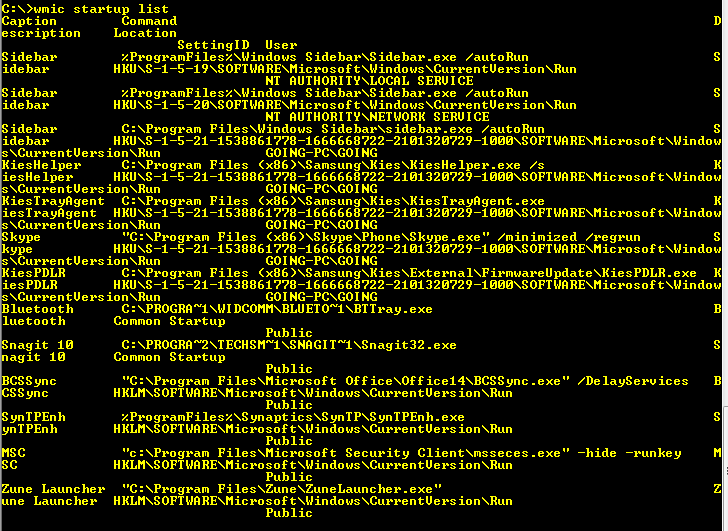 C:\>wmic startup list
Caption Command D
escription Location
SettingID User
Sidebar %ProgramFiles%\Windows Sidebar\Sidebar.exe /autoRun S
idebar HKU\S-1-5-19\SOFTWARE\Microsoft\Windows\CurrentVersion\Run
NT AUTHORITY\LOCAL SERVICE
Sidebar %ProgramFiles%\Windows Sidebar\Sidebar.exe /autoRun S
idebar HKU\S-1-5-20\SOFTWARE\Microsoft\Windows\CurrentVersion\Run
NT AUTHORITY\NETWORK SERVICE
Sidebar C:\Program Files\Windows Sidebar\sidebar.exe /autoRun S
idebar HKU\S-1-5-21-1538861778-1666668722-2101320729-1000\SOFTWARE\Microsoft\Window
s\CurrentVersion\Run GOING-PC\GOING
KiesHelper C:\Program Files (x86)\Samsung\Kies\KiesHelper.exe /s K
iesHelper HKU\S-1-5-21-1538861778-1666668722-2101320729-1000\SOFTWARE\Microsoft\Window
s\CurrentVersion\Run GOING-PC\GOING
KiesTrayAgent C:\Program Files (x86)\Samsung\Kies\KiesTrayAgent.exe K
iesTrayAgent HKU\S-1-5-21-1538861778-1666668722-2101320729-1000\SOFTWARE\Microsoft\Window
s\CurrentVersion\Run GOING-PC\GOING
Skype "C:\Program Files (x86)\Skype\Phone\Skype.exe" /minimized /regrun S
kype HKU\S-1-5-21-1538861778-1666668722-2101320729-1000\SOFTWARE\Microsoft\Window
s\CurrentVersion\Run GOING-PC\GOING
KiesPDLR C:\Program Files (x86)\Samsung\Kies\External\FirmwareUpdate\KiesPDLR.exe K
iesPDLR HKU\S-1-5-21-1538861778-1666668722-2101320729-1000\SOFTWARE\Microsoft\Window
s\CurrentVersion\Run GOING-PC\GOING
Bluetooth C:\PROGRA~1\WIDCOMM\BLUETO~1\BTTray.exe B
luetooth Common Startup
Public
Snagit 10 C:\PROGRA~2\TECHSM~1\SNAGIT~1\Snagit32.exe S
nagit 10 Common Startup
Public
BCSSync "C:\Program Files\Microsoft Office\Office14\BCSSync.exe" /DelayServices B
CSSync HKLM\SOFTWARE\Microsoft\Windows\CurrentVersion\Run
Public
SynTPEnh %ProgramFiles%\Synaptics\SynTP\SynTPEnh.exe S
ynTPEnh HKLM\SOFTWARE\Microsoft\Windows\CurrentVersion\Run
Public
MSC "c:\Program Files\Microsoft Security Client\msseces.exe" -hide -runkey M
SC HKLM\SOFTWARE\Microsoft\Windows\CurrentVersion\Run
Public
Zune Launcher "C:\Program Files\Zune\ZuneLauncher.exe" Z
une Launcher HKLM\SOFTWARE\Microsoft\Windows\CurrentVersion\Run
Public